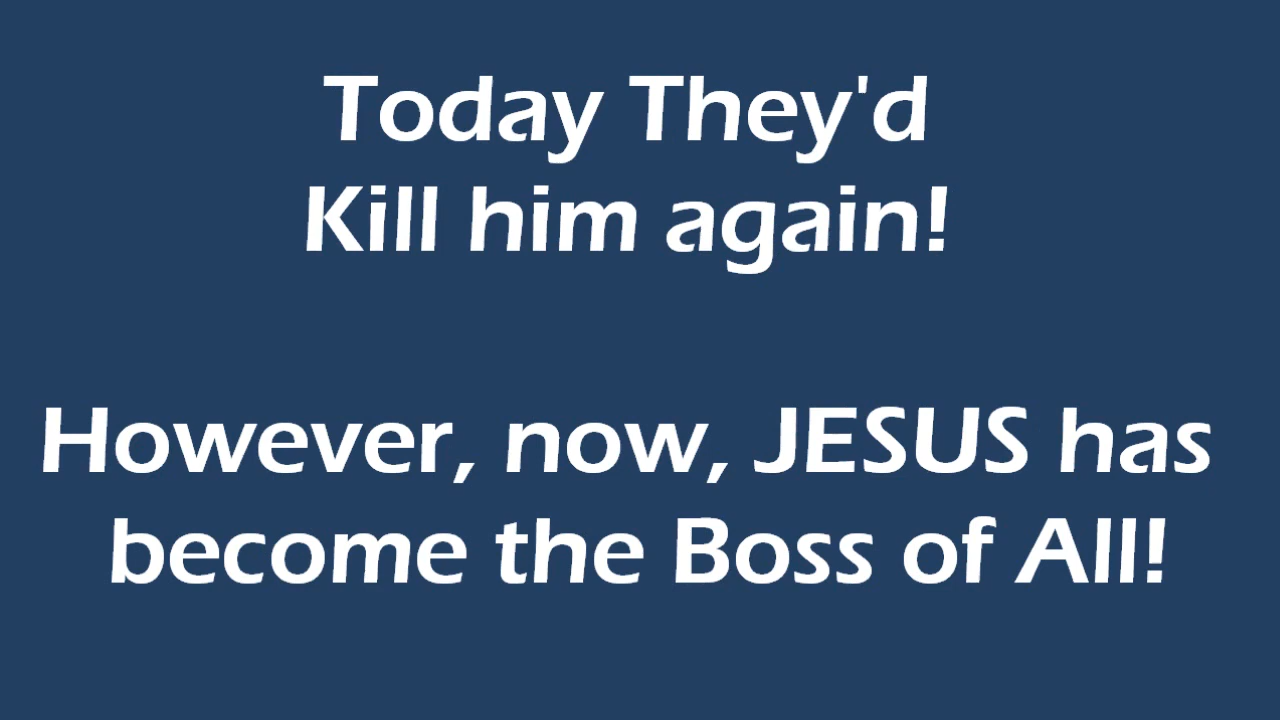 Today They'd
Kill him again!
However, now, JESUS has
become the Boss of All!